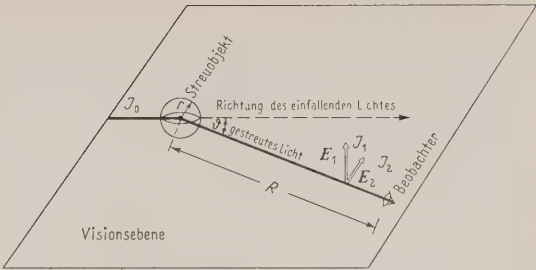 Streuobjekt
J₀
r
Richtung des einfallenden Lichtes
ϑ
gestreutes Licht
E₁
J₁
J₂
E₂
Beobachter
R
Visionsebene